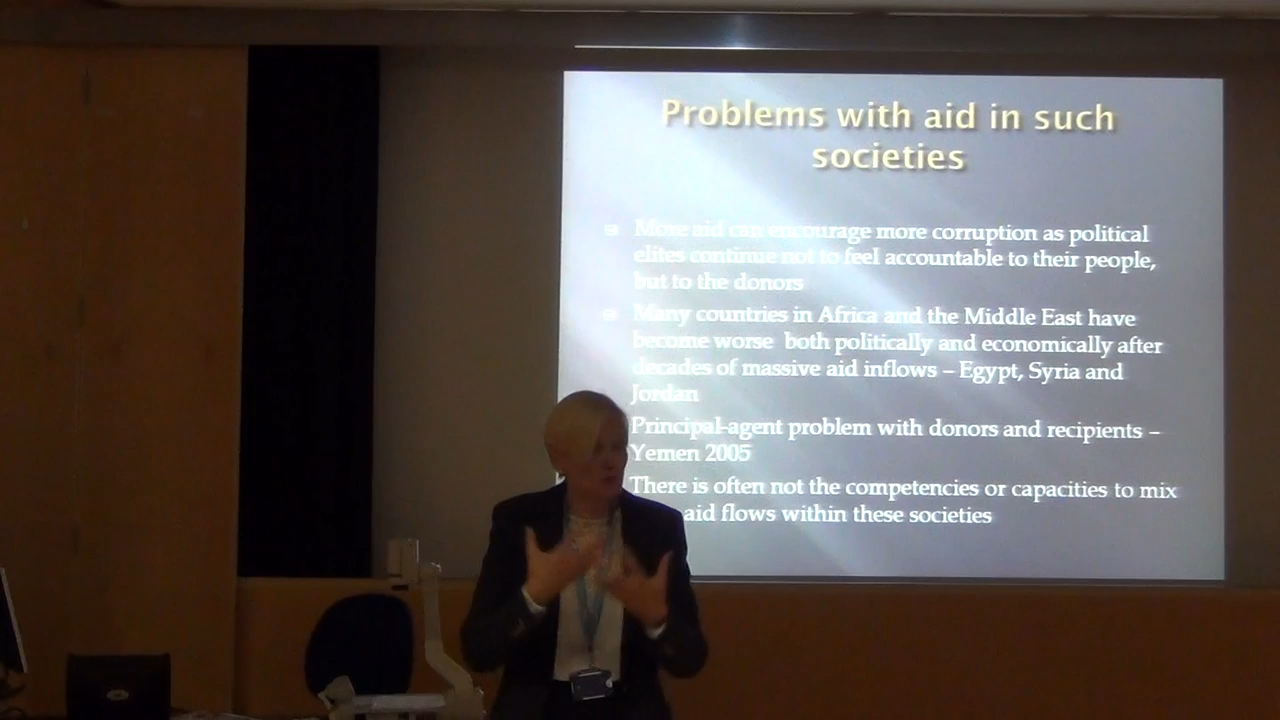 Problems with aid in such
societies
More aid can encourage more corruption as political
elites continue not to feel accountable to their people,
but to the donors
Many countries in Africa and the Middle East have
become worse both politically and economically after
decades of massive aid inflows – Egypt, Syria and
Jordan
Principal-agent problem with donors and recipients –
Yemen 2005
There is often not the competencies or capacities to mix
aid flows within these societies